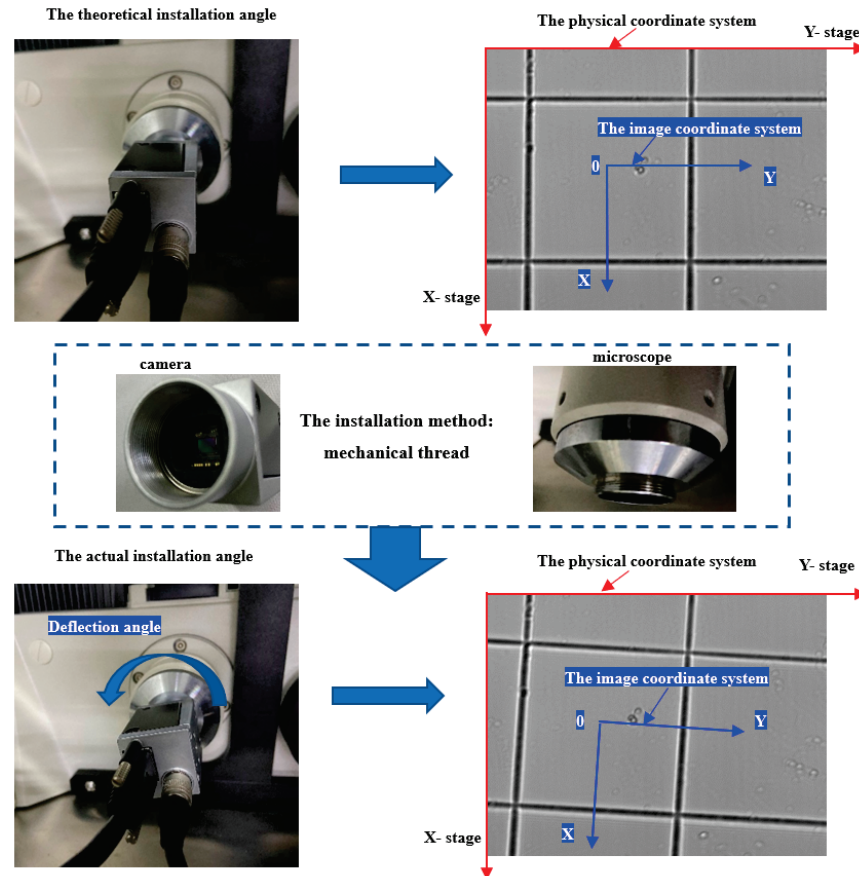 The theoretical installation angle
The physical coordinate system
Y- stage
The image coordinate system
0
Y
X
X- stage
camera
microscope
The installation method:
mechanical thread
The actual installation angle
The physical coordinate system
Y- stage
Deflection angle
The image coordinate system
0
Y
X
X- stage